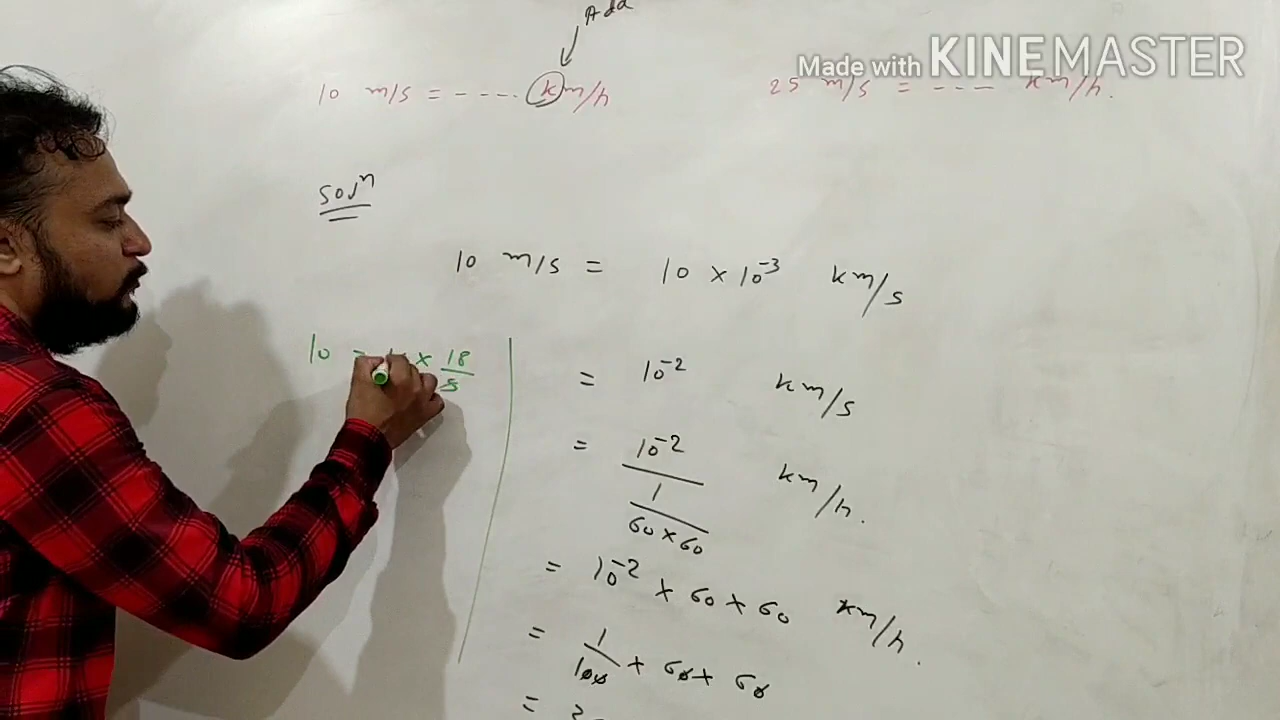 Add
Made with KINEMASTER
10 m/s = - - - - km/h
25 m/s = - - - - km/h.
Solⁿ
10 m/s = 10 × 10⁻³ km/s
10 = × 18/5
= 10⁻² km/s
= 10⁻² / 1/60×60 km/h.
= 10⁻² × 60 × 60 km/h.
= 1/100 × 60 × 60
=